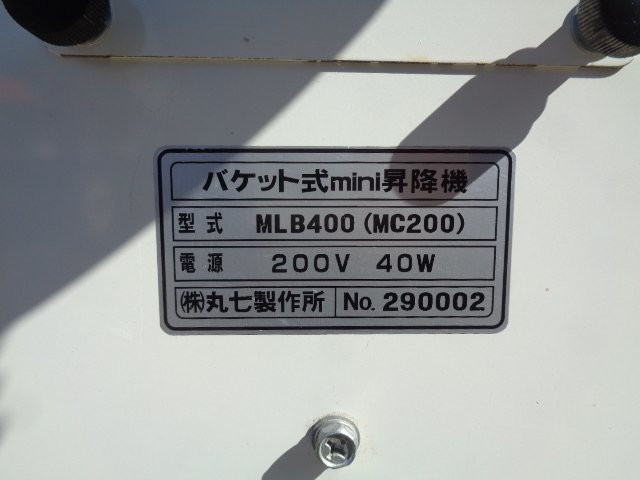 バケット式mini昇降機
型式 MLB400(MC200)
電源 200V 40W
㈱丸七製作所 No. 290002